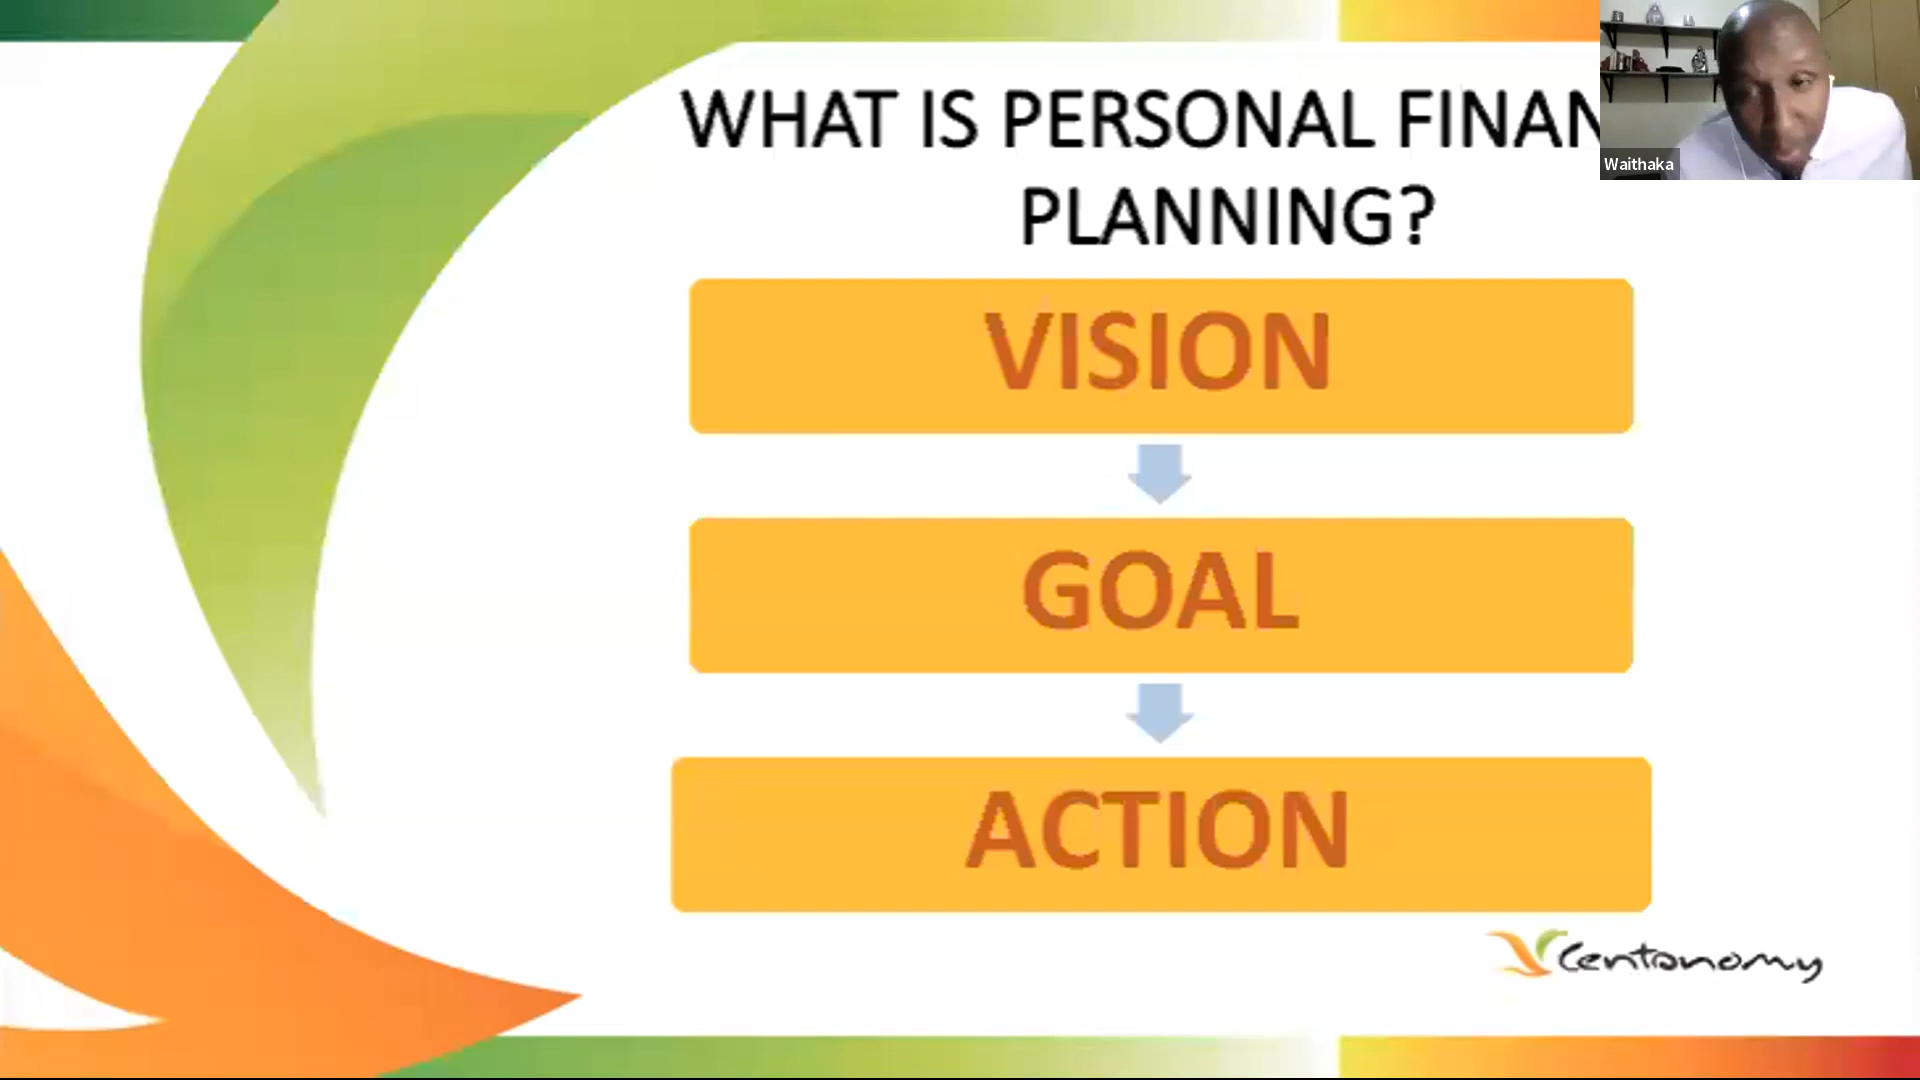 WHAT IS PERSONAL FINAN
PLANNING?
Waithaka
VISION
GOAL
ACTION
Centonomy